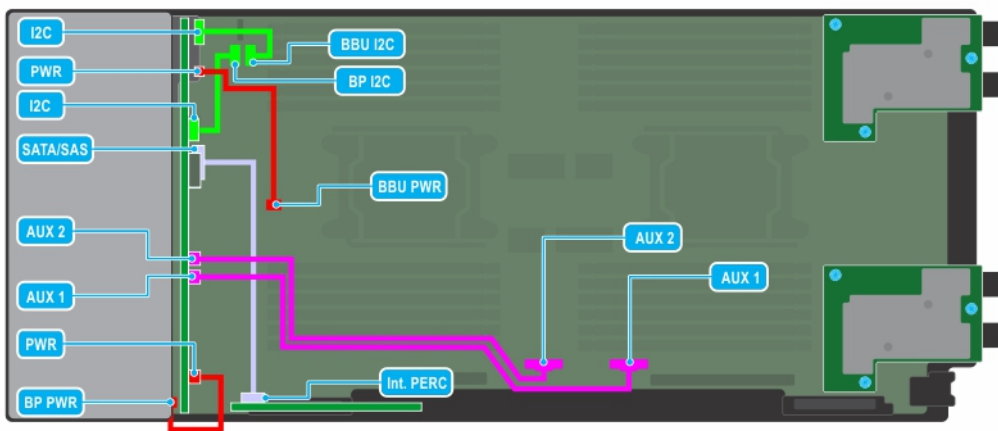 I2C
BBU I2C
PWR
BP I2C
I2C
SATA/SAS
BBU PWR
AUX 2
AUX 2
AUX 1
AUX 1
PWR
Int. PERC
BP PWR